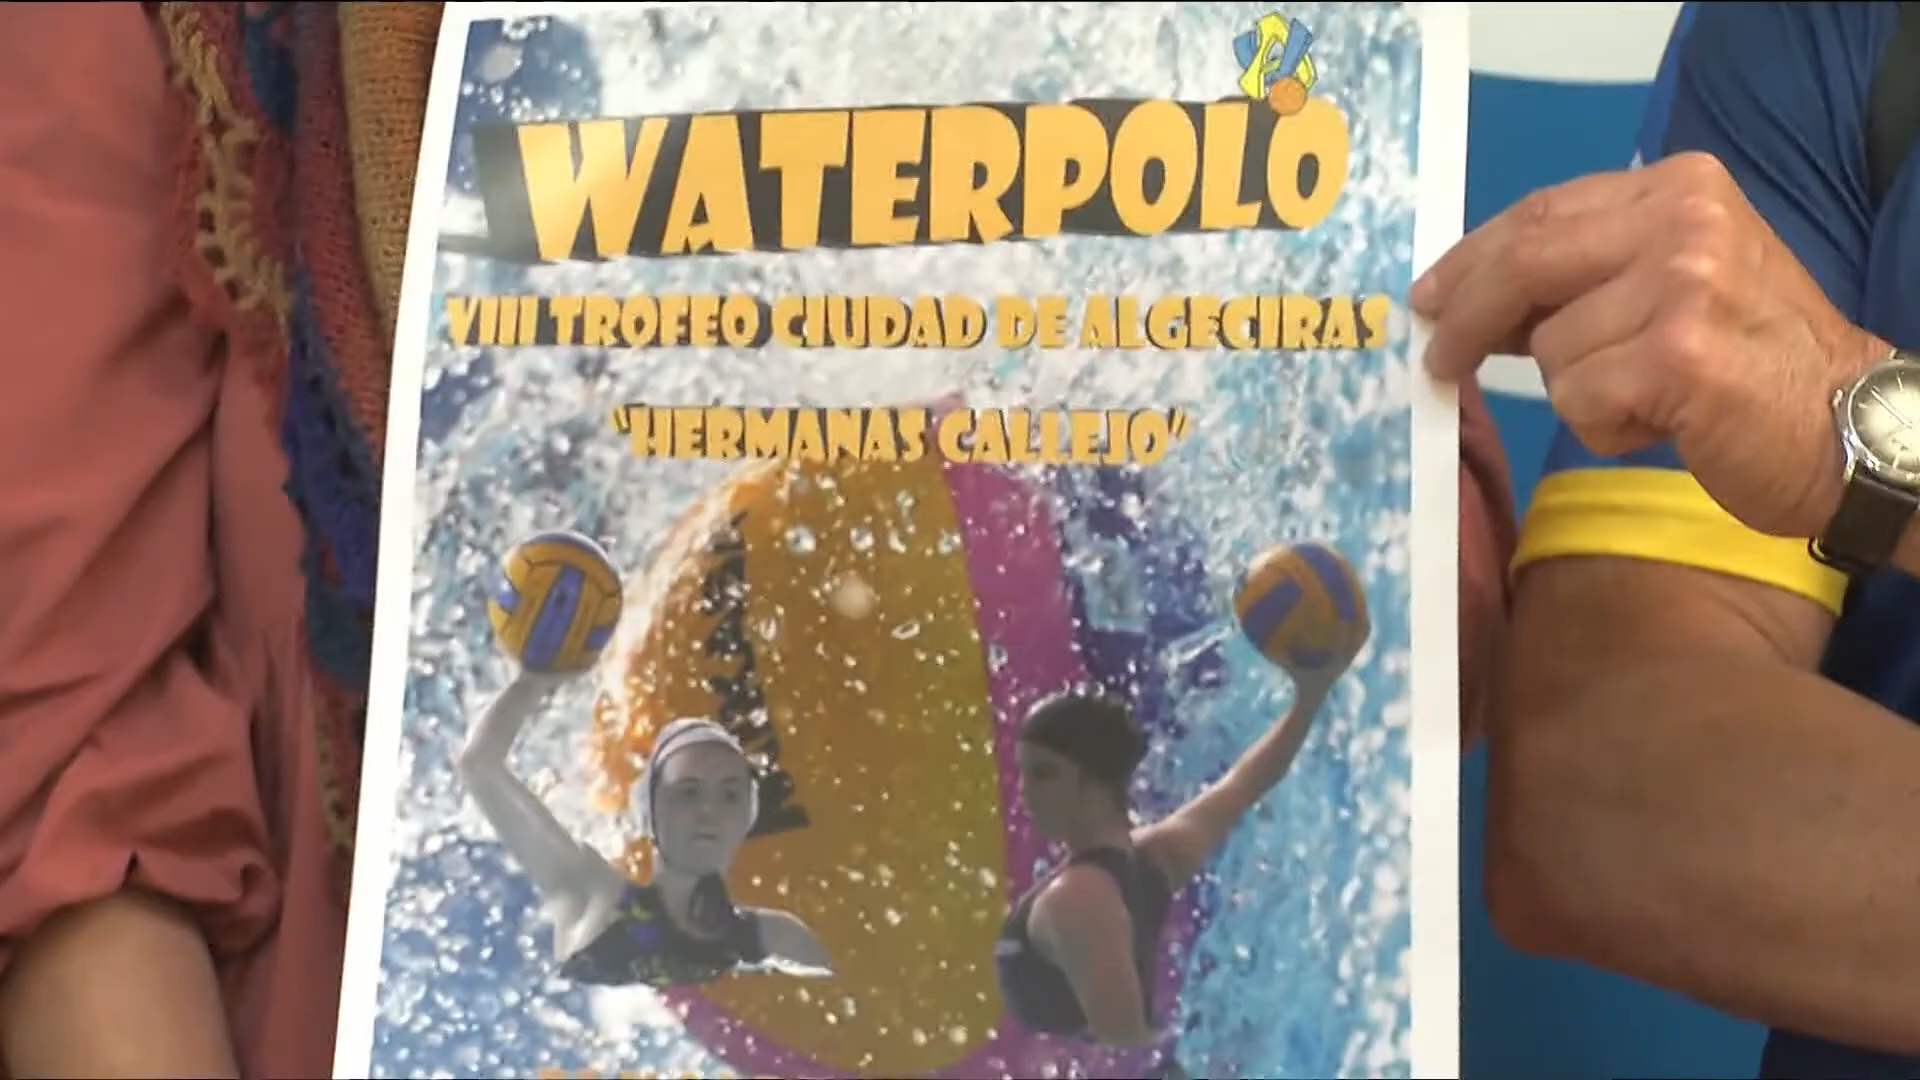 WATERPOLO
VIII TROFEO CIUDAD DE ALGECIRAS
"HERMANAS CALLEJO"